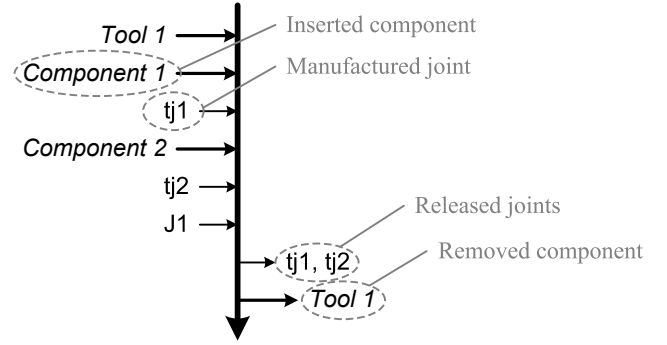 Tool 1
Inserted component
Component 1
Manufactured joint
tj1
Component 2
tj2
J1
Released joints
tj1, tj2
Removed component
Tool 1